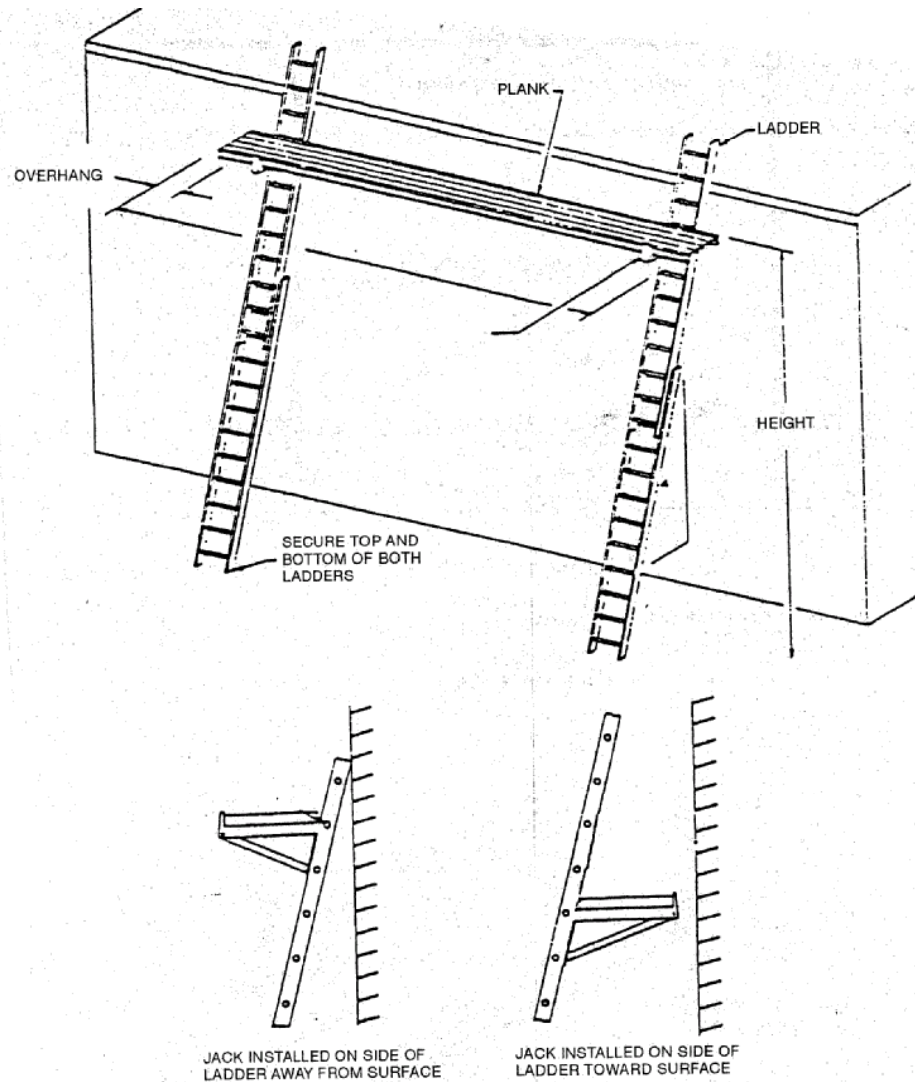 PLANK
LADDER
OVERHANG
HEIGHT
SECURE TOP AND
BOTTOM OF BOTH
LADDERS
JACK INSTALLED ON SIDE OF
LADDER AWAY FROM SURFACE
JACK INSTALLED ON SIDE OF
LADDER TOWARD SURFACE